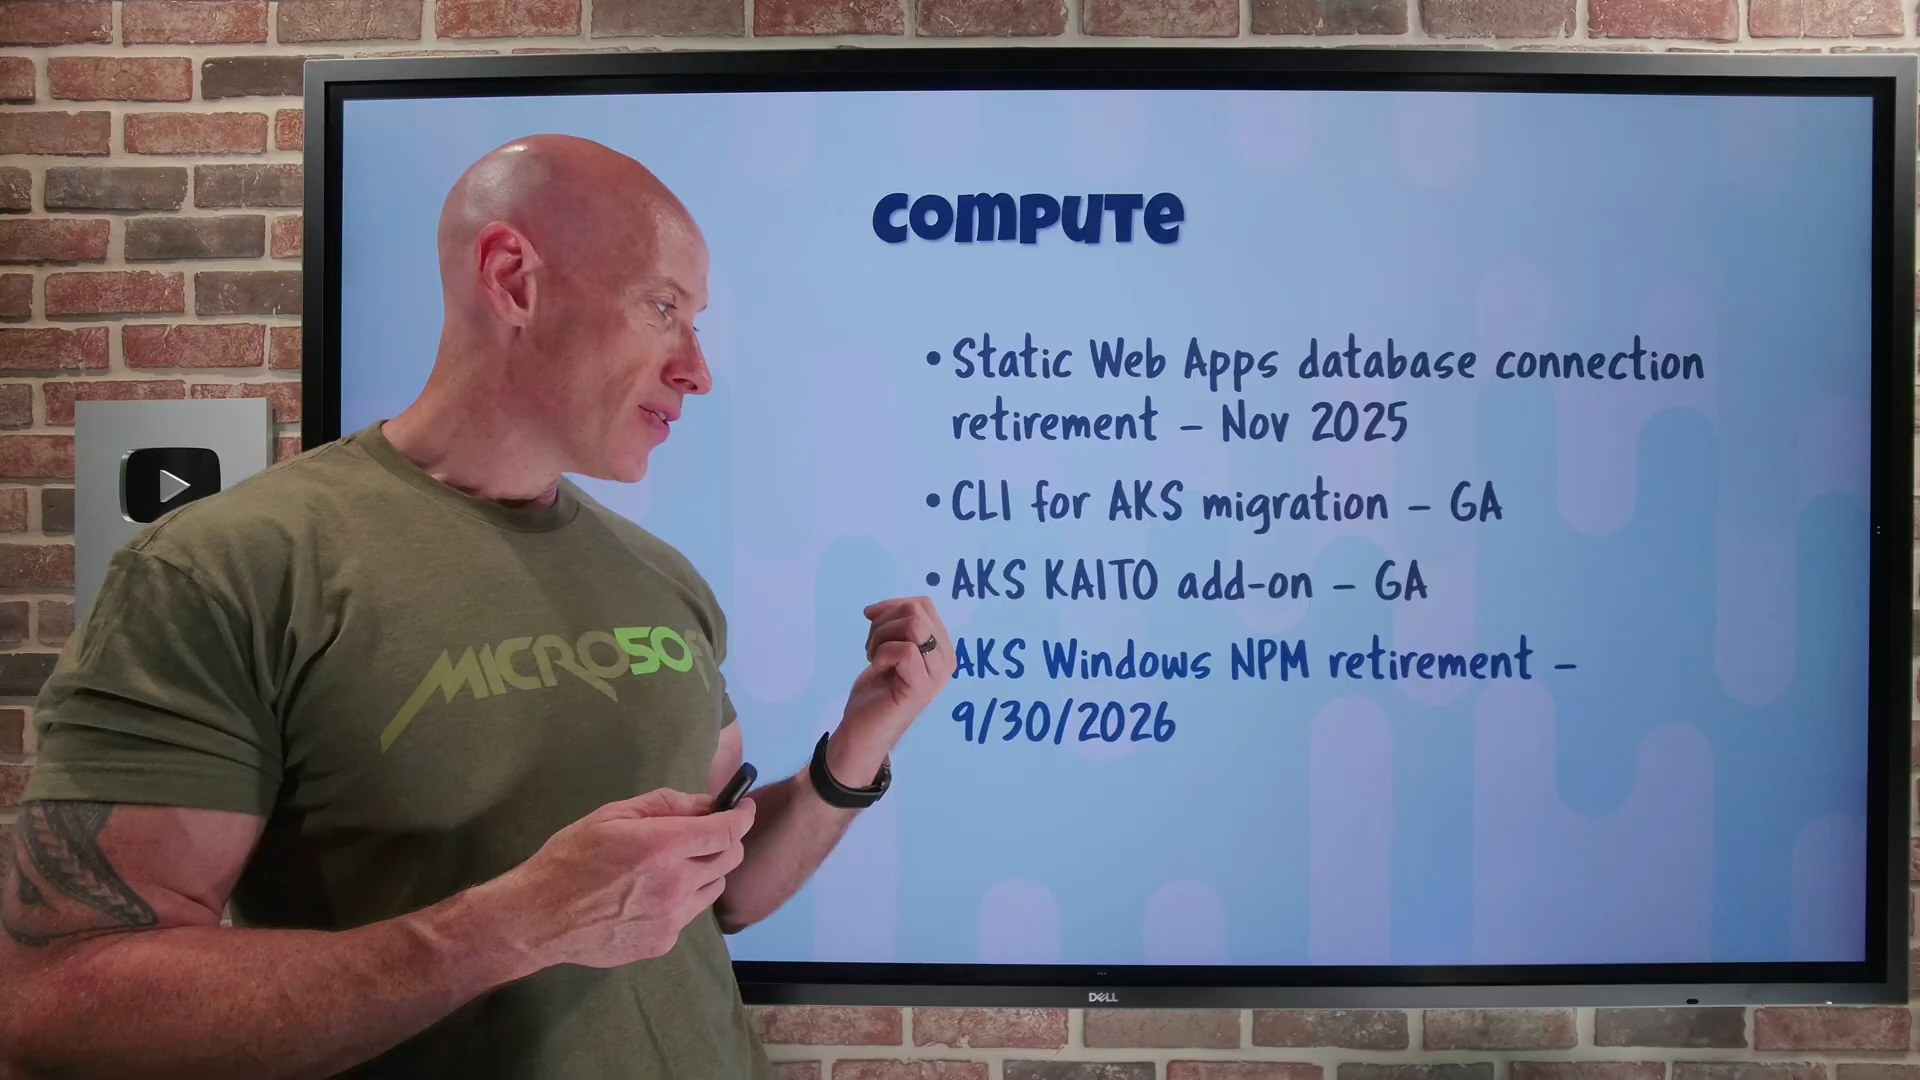 Compute
• Static Web Apps database connection
retirement – Nov 2025
• CLI for AKS migration – GA
• AKS KAITO add-on – GA
AKS Windows NPM retirement –
9/30/2026
MICRO50F
DELL